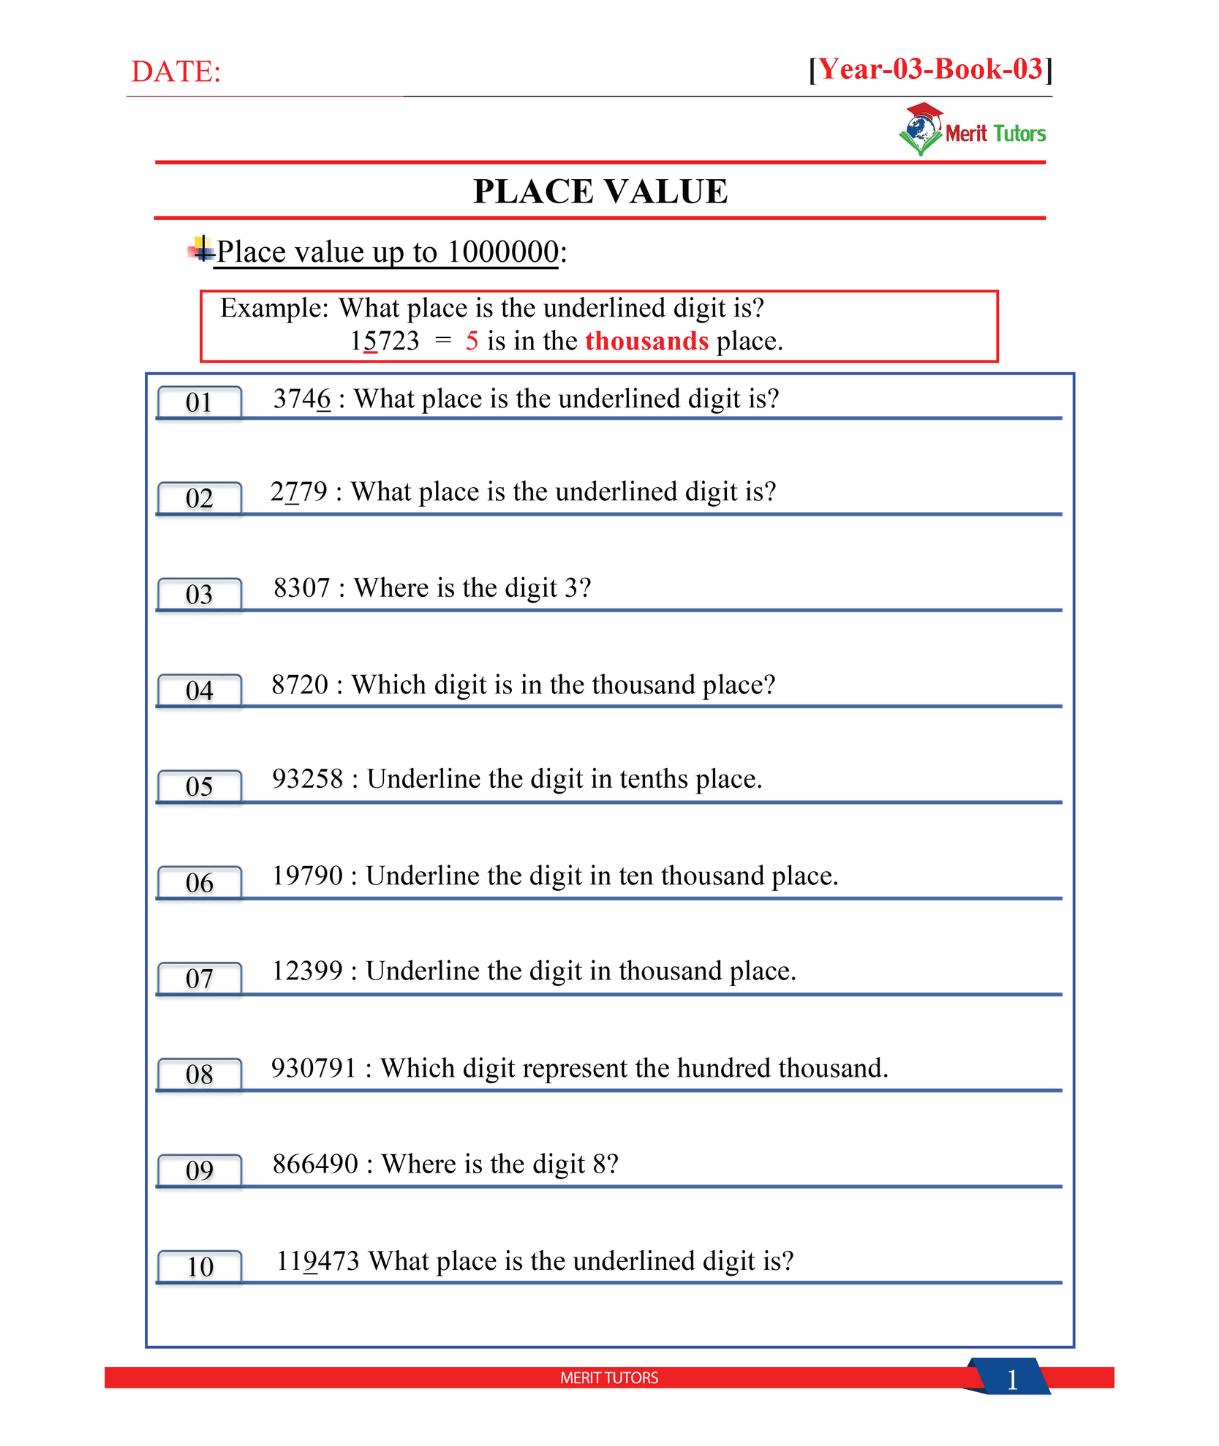 DATE:
[Year-03-Book-03]
Merit Tutors
PLACE VALUE
Place value up to 1000000:
Example: What place is the underlined digit is?
15723 = 5 is in the thousands place.
01 3746 : What place is the underlined digit is?
02 2779 : What place is the underlined digit is?
03 8307 : Where is the digit 3?
04 8720 : Which digit is in the thousand place?
05 93258 : Underline the digit in tenths place.
06 19790 : Underline the digit in ten thousand place.
07 12399 : Underline the digit in thousand place.
08 930791 : Which digit represent the hundred thousand.
09 866490 : Where is the digit 8?
10 119473 What place is the underlined digit is?
MERIT TUTORS
1